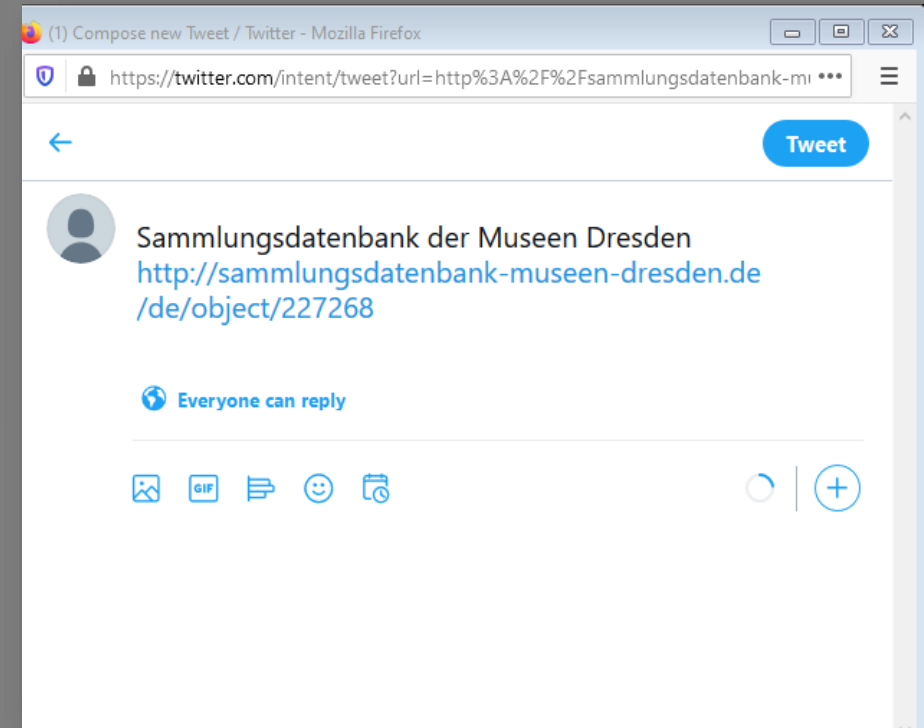 (1) Compose new Tweet / Twitter - Mozilla Firefox
https://twitter.com/intent/tweet?url=http%3A%2F%2Fsammlungsdatenbank-mu
Tweet
Sammlungsdatenbank der Museen Dresden
http://sammlungsdatenbank-museen-dresden.de
/de/object/227268
Everyone can reply
GIF